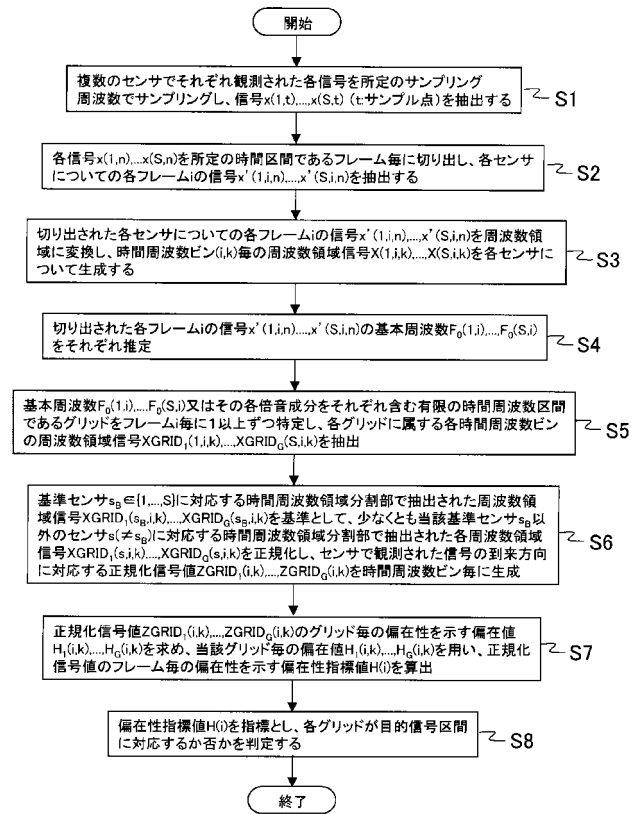 開始
複数のセンサでそれぞれ観測された各信号を所定のサンプリング
周波数でサンプリングし、信号x(1,t),...,x(S,t) (t:サンプル点)を抽出する
S1
各信号x(1,n),...,x(S,n)を所定の時間区間であるフレーム毎に切り出し、各センサ
についての各フレームiの信号x'(1,i,n),...,x'(S,i,n)を抽出する
S2
切り出された各センサについての各フレームiの信号x'(1,i,n),...,x'(S,i,n)を周波数領
域に変換し、時間周波数ビン(i,k)毎の周波数領域信号X(1,i,k),...,X(S,i,k)を各センサ
について生成する
S3
切り出された各フレームiの信号x'(1,i,n),...,x'(S,i,n)の基本周波数F₀(1,i),...,F₀(S,i)
をそれぞれ推定
S4
基本周波数F₀(1,i),...,F₀(S,i)又はその各倍音成分をそれぞれ含む有限の時間周波数区間
であるグリッドをフレームi毎に1以上ずつ特定し、各グリッドに属する各時間周波数ビン
の周波数領域信号XGRID₁(1,i,k),...,XGRID_G(S,i,k)を抽出
S5
基準センサs_B∈{1,...,S}に対応する時間周波数領域分割部で抽出された周波数領
域信号XGRID₁(s_B,i,k),...,XGRID_G(s_B,i,k)を基準として、少なくとも当該基準センサs_B以
外のセンサs(≠s_B)に対応する時間周波数領域分割部で抽出された各周波数領域
信号XGRID₁(s,i,k),...,XGRID_G(s,i,k)を正規化し、センサで観測された信号の到来方向
に対応する正規化信号値ZGRID₁(i,k),...,ZGRID_G(i,k)を時間周波数ビン毎に生成
S6
正規化信号値ZGRID₁(i,k),...,ZGRID_G(i,k)のグリッド毎の偏在性を示す偏在値
H₁(i,k),...,H_G(i,k)を求め、当該グリッド毎の偏在値H₁(i,k),...,H_G(i,k)を用い、正規化
信号値のフレーム毎の偏在性を示す偏在性指標値H(i)を算出
S7
偏在性指標値H(i)を指標とし、各グリッドが目的信号区間
に対応するか否かを判定する
S8
終了